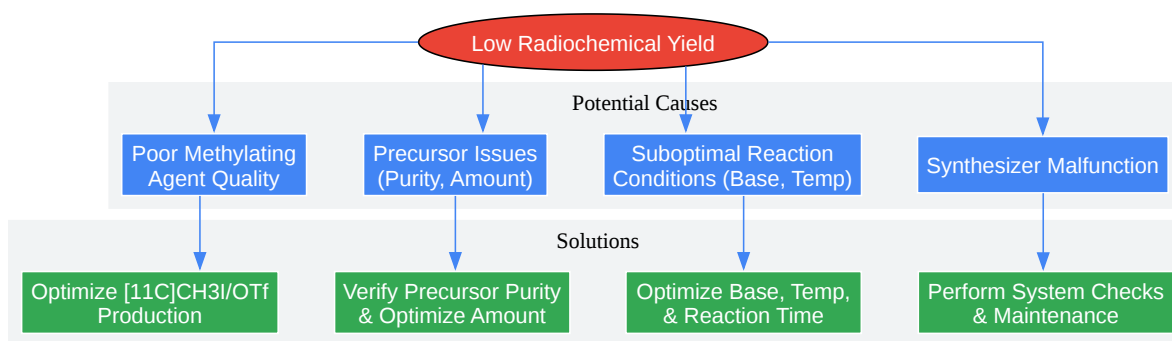 Low Radiochemical Yield
Potential Causes
Poor Methylating
Agent Quality
Precursor Issues
(Purity, Amount)
Suboptimal Reaction
Conditions (Base, Temp)
Synthesizer Malfunction
Solutions
Optimize [11C]CH3I/OTf
Production
Verify Precursor Purity
& Optimize Amount
Optimize Base, Temp,
& Reaction Time
Perform System Checks
& Maintenance